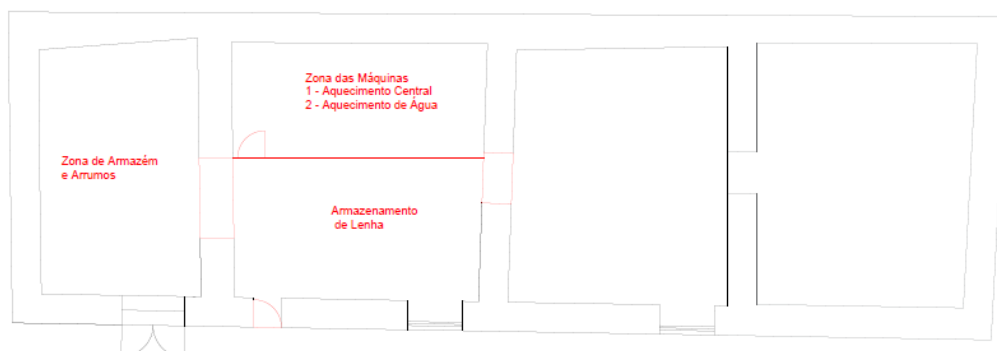 Zona das Máquinas
1 - Aquecimento Central
2 - Aquecimento de Água
Zona de Armazém
e Arrumos
Armazenamento
de Lenha